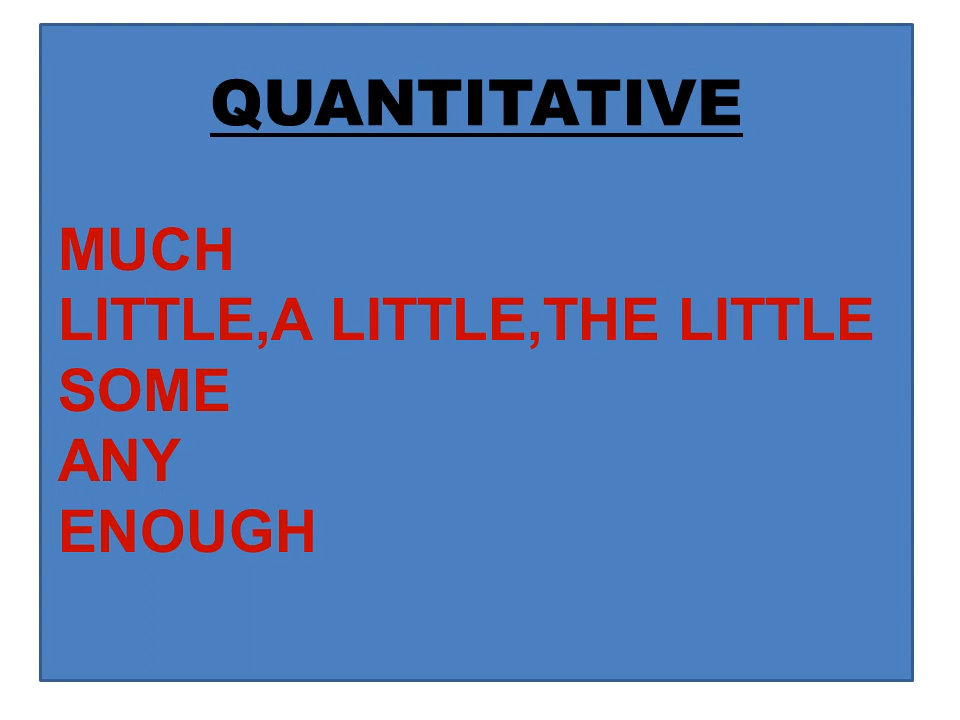 QUANTITATIVE
MUCH
LITTLE,A LITTLE,THE LITTLE
SOME
ANY
ENOUGH